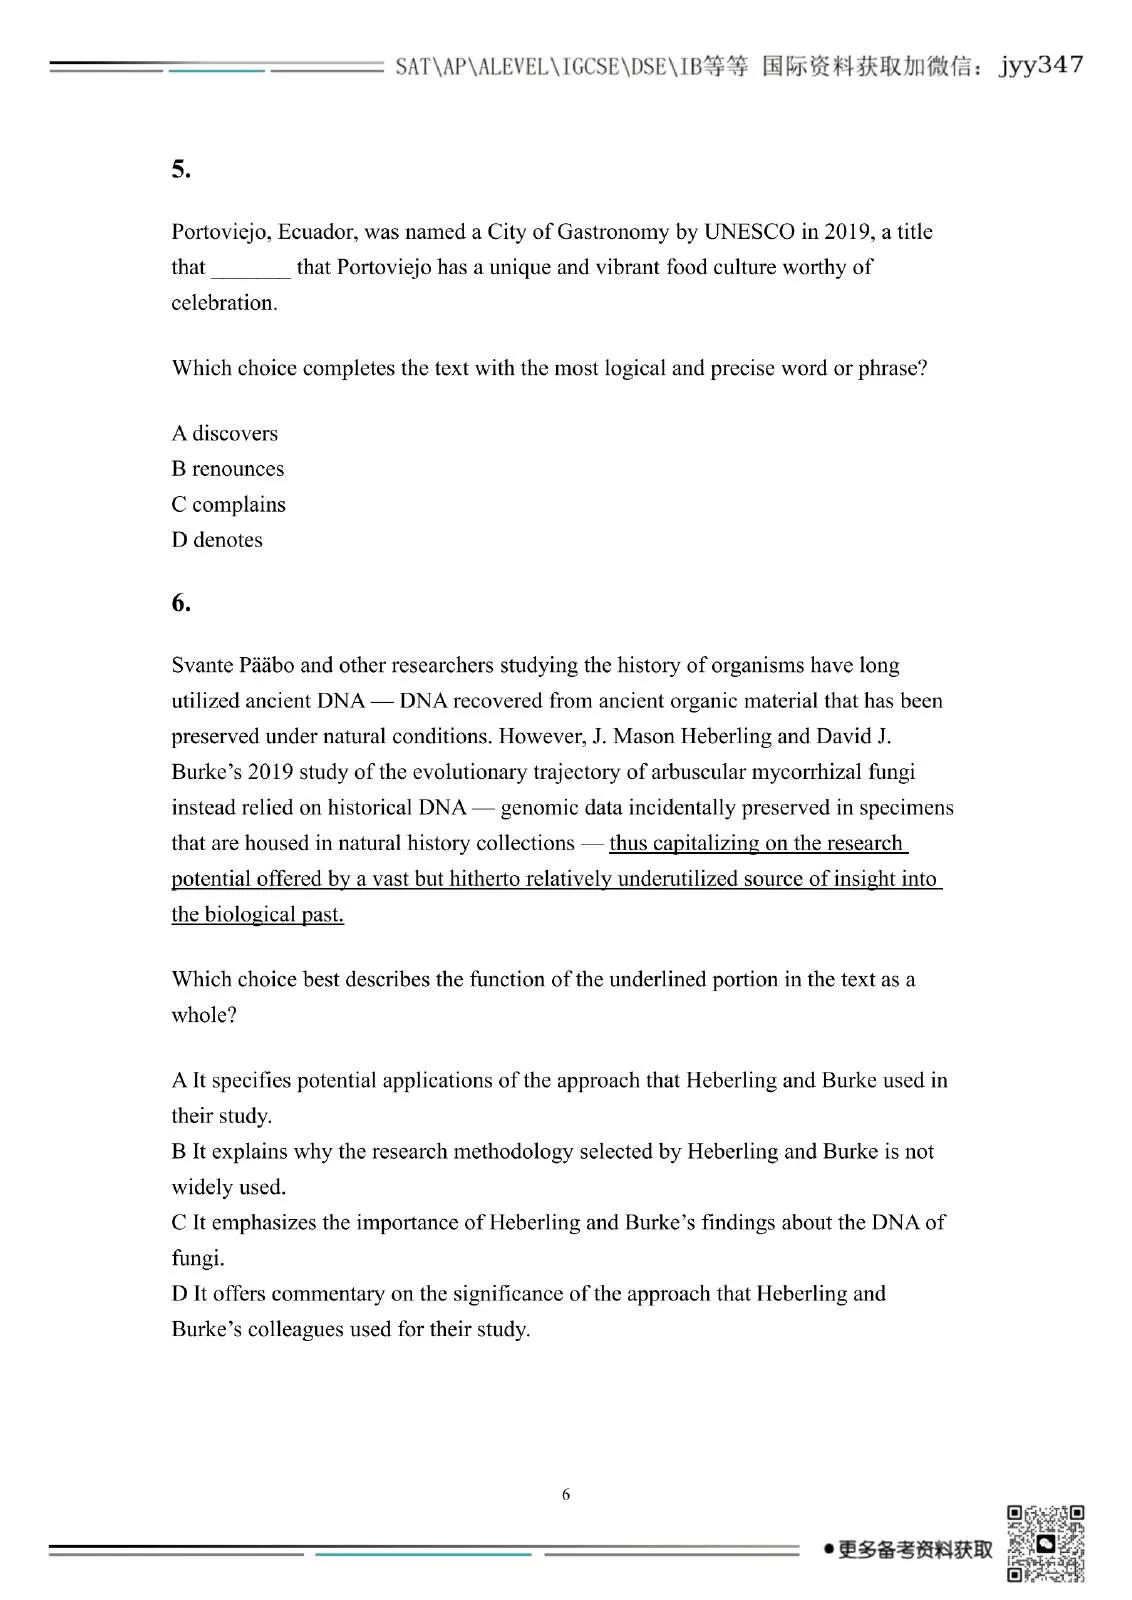 SAT\AP\ALEVEL\IGCSE\DSE\IB等等 国际资料获取加微信： jyy347
5.
Portoviejo, Ecuador, was named a City of Gastronomy by UNESCO in 2019, a title
that _______ that Portoviejo has a unique and vibrant food culture worthy of
celebration.
Which choice completes the text with the most logical and precise word or phrase?
A discovers
B renounces
C complains
D denotes
6.
Svante Pääbo and other researchers studying the history of organisms have long
utilized ancient DNA — DNA recovered from ancient organic material that has been
preserved under natural conditions. However, J. Mason Heberling and David J.
Burke’s 2019 study of the evolutionary trajectory of arbuscular mycorrhizal fungi
instead relied on historical DNA — genomic data incidentally preserved in specimens
that are housed in natural history collections — thus capitalizing on the research
potential offered by a vast but hitherto relatively underutilized source of insight into
the biological past.
Which choice best describes the function of the underlined portion in the text as a
whole?
A It specifies potential applications of the approach that Heberling and Burke used in
their study.
B It explains why the research methodology selected by Heberling and Burke is not
widely used.
C It emphasizes the importance of Heberling and Burke’s findings about the DNA of
fungi.
D It offers commentary on the significance of the approach that Heberling and
Burke’s colleagues used for their study.
6
●更多备考资料获取